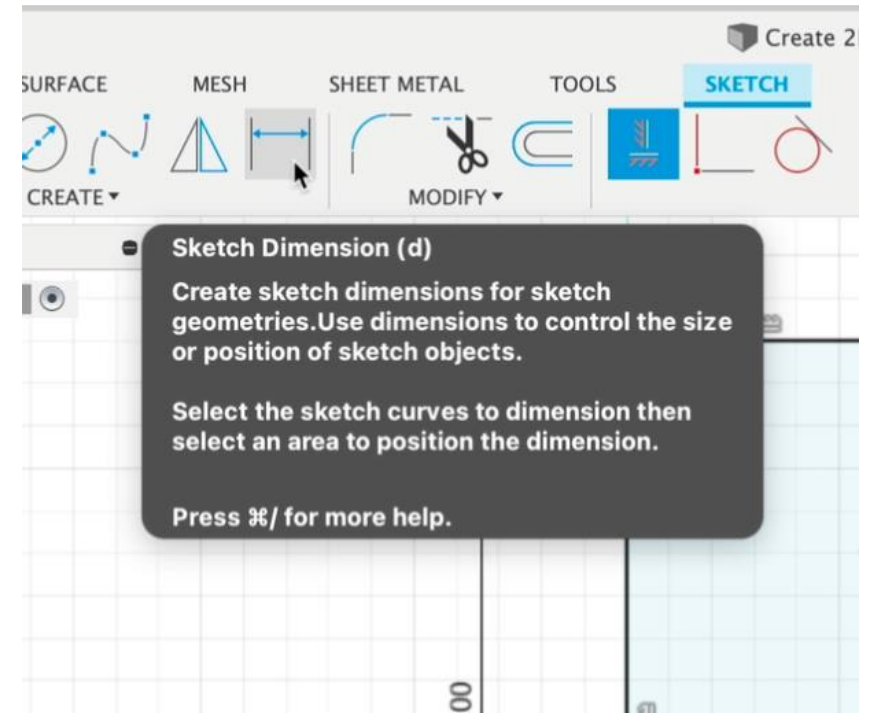 Create 2
SURFACE MESH SHEET METAL TOOLS SKETCH
CREATE ▾ MODIFY ▾
Sketch Dimension (d)
Create sketch dimensions for sketch
geometries.Use dimensions to control the size
or position of sketch objects.
Select the sketch curves to dimension then
select an area to position the dimension.
Press ⌘/ for more help.
00